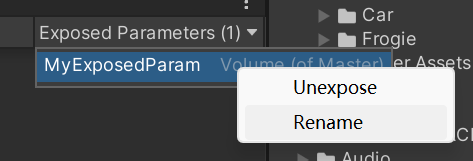 Exposed Parameters (1)
Car
Frogie
MyExposedParam Volume (of Master)
er Assets
Unexpose
Rename
Audio